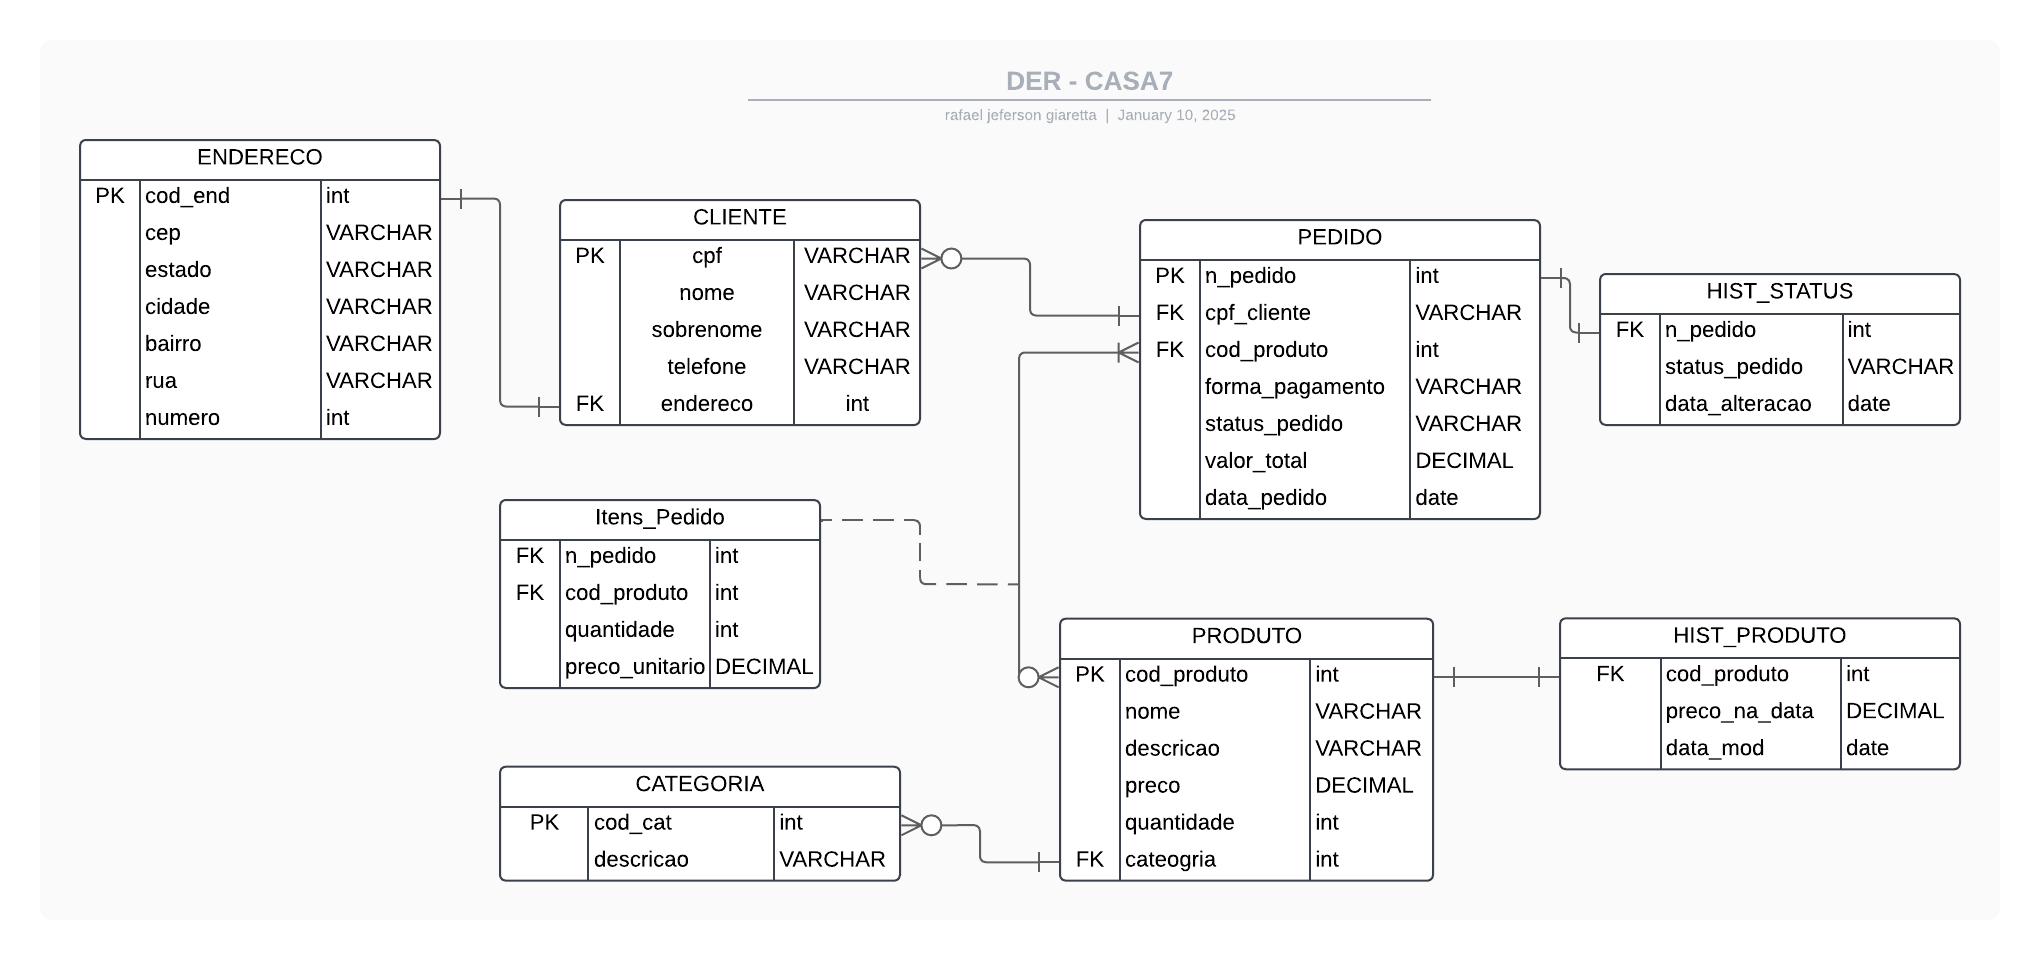 DER - CASA7
rafael jeferson giaretta | January 10, 2025
ENDERECO
PK cod_end int
cep VARCHAR
estado VARCHAR
cidade VARCHAR
bairro VARCHAR
rua VARCHAR
numero int
CLIENTE
PK cpf VARCHAR
nome VARCHAR
sobrenome VARCHAR
telefone VARCHAR
FK endereco int
PEDIDO
PK n_pedido int
FK cpf_cliente VARCHAR
FK cod_produto int
forma_pagamento VARCHAR
status_pedido VARCHAR
valor_total DECIMAL
data_pedido date
HIST_STATUS
FK n_pedido int
status_pedido VARCHAR
data_alteracao date
Itens_Pedido
FK n_pedido int
FK cod_produto int
quantidade int
preco_unitario DECIMAL
PRODUTO
PK cod_produto int
nome VARCHAR
descricao VARCHAR
preco DECIMAL
quantidade int
FK cateogria int
HIST_PRODUTO
FK cod_produto int
preco_na_data DECIMAL
data_mod date
CATEGORIA
PK cod_cat int
descricao VARCHAR